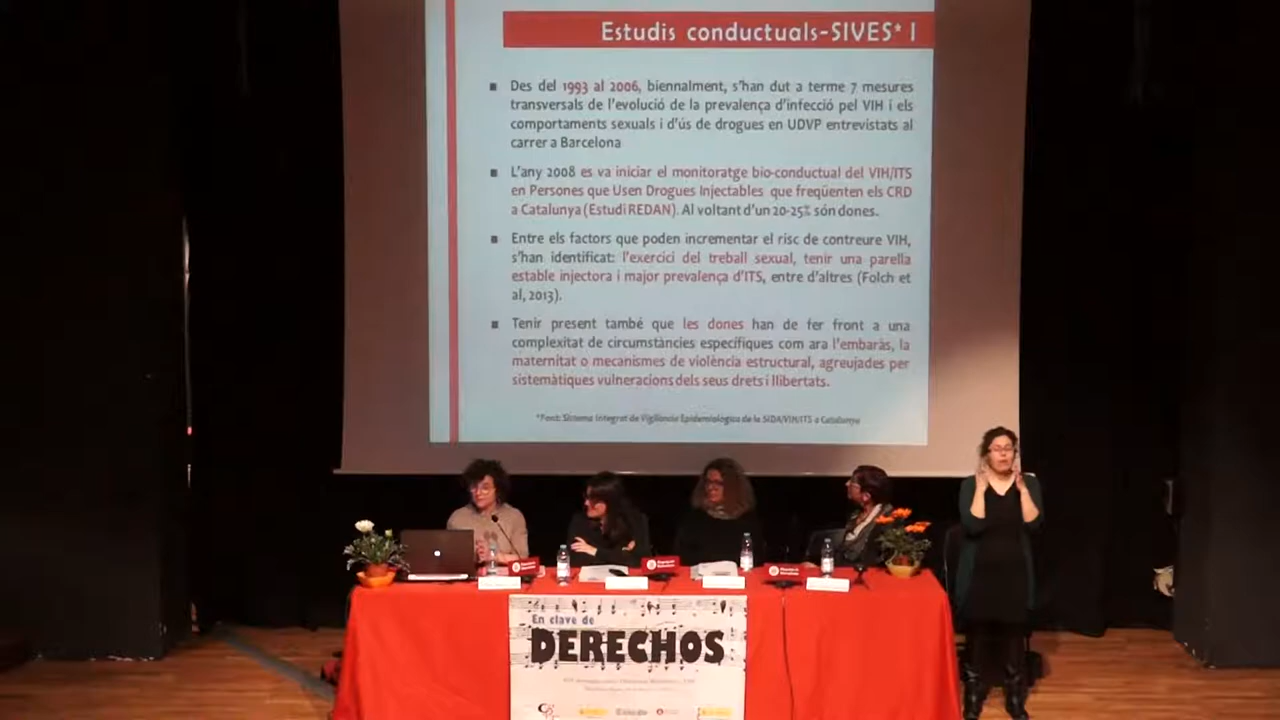 Estudis conductuals-SIVES* I
Des del 1993 al 2006, biennalment, s'han dut a terme 7 mesures
transversals de l'evolució de la prevalença d'infecció pel VIH i els
comportaments sexuals i d'ús de drogues en UDVP entrevistats al
carrer a Barcelona
L'any 2008 es va iniciar el monitoratge bio-conductual del VIH/ITS
en Persones que Usen Drogues Injectables que freqüenten els CRD
a Catalunya (Estudi REDAN). Al voltant d'un 20-25% són dones.
Entre els factors que poden incrementar el risc de contreure VIH,
s'han identificat: l'exercici del treball sexual, tenir una parella
estable injectora i major prevalença d'ITS, entre d'altres (Folch et
al, 2013).
Tenir present també que les dones han de fer front a una
complexitat de circumstàncies específiques com ara l'embaràs, la
maternitat o mecanismes de violència estructural, agreujades per
sistemàtiques vulneracions dels seus drets i llibertats.
*Font: Sistema Integrat de Vigilància Epidemiològica de la SIDA/VIH/ITS a Catalunya
En clave de
DERECHOS